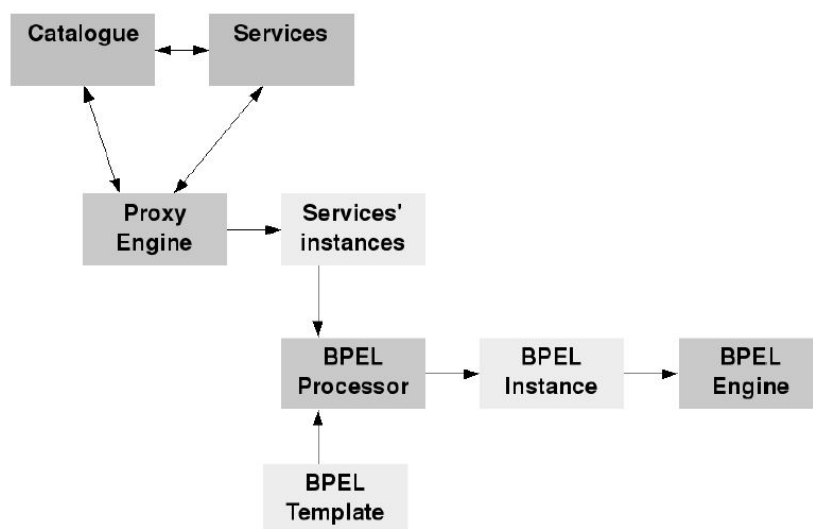 Catalogue
Services
Proxy
Engine
Services'
instances
BPEL
Processor
BPEL
Instance
BPEL
Engine
BPEL
Template